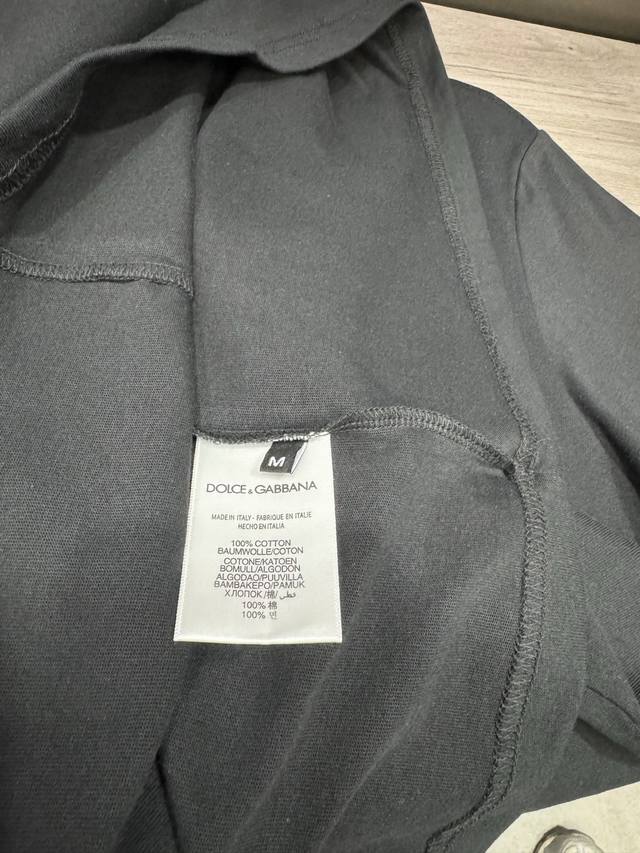 M
DOLCE & GABBANA
MADE IN ITALY - FABRIQUE EN ITALIE
HECHO EN ITALIA
100% COTTON
BAUMWOLLE/COTON
COTONE/KATOEN
BOMULL/ALGODON
ALGODAO/PUUVILLA
ΒΑΜΒΑΚΕΡΟ/PAMUK
ХЛОПОК/棉/ قطن
100% 棉
100% 면